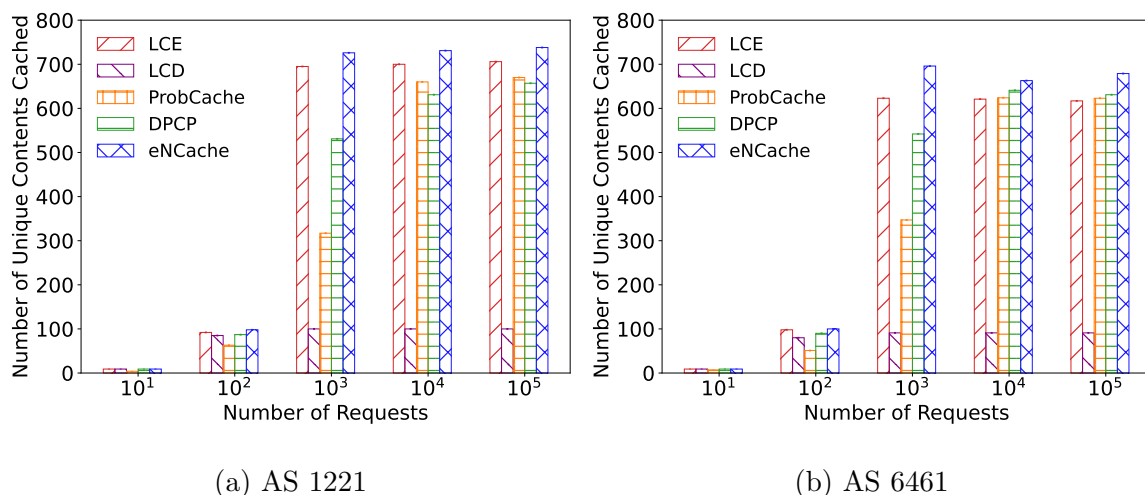 Number of Unique Contents Cached
800
700
600
500
400
300
200
100
0
LCE
LCD
ProbCache
DPCP
eNCache
10¹ 10² 10³ 10⁴ 10⁵
Number of Requests
(a) AS 1221
Number of Unique Contents Cached
800
700
600
500
400
300
200
100
0
LCE
LCD
ProbCache
DPCP
eNCache
10¹ 10² 10³ 10⁴ 10⁵
Number of Requests
(b) AS 6461